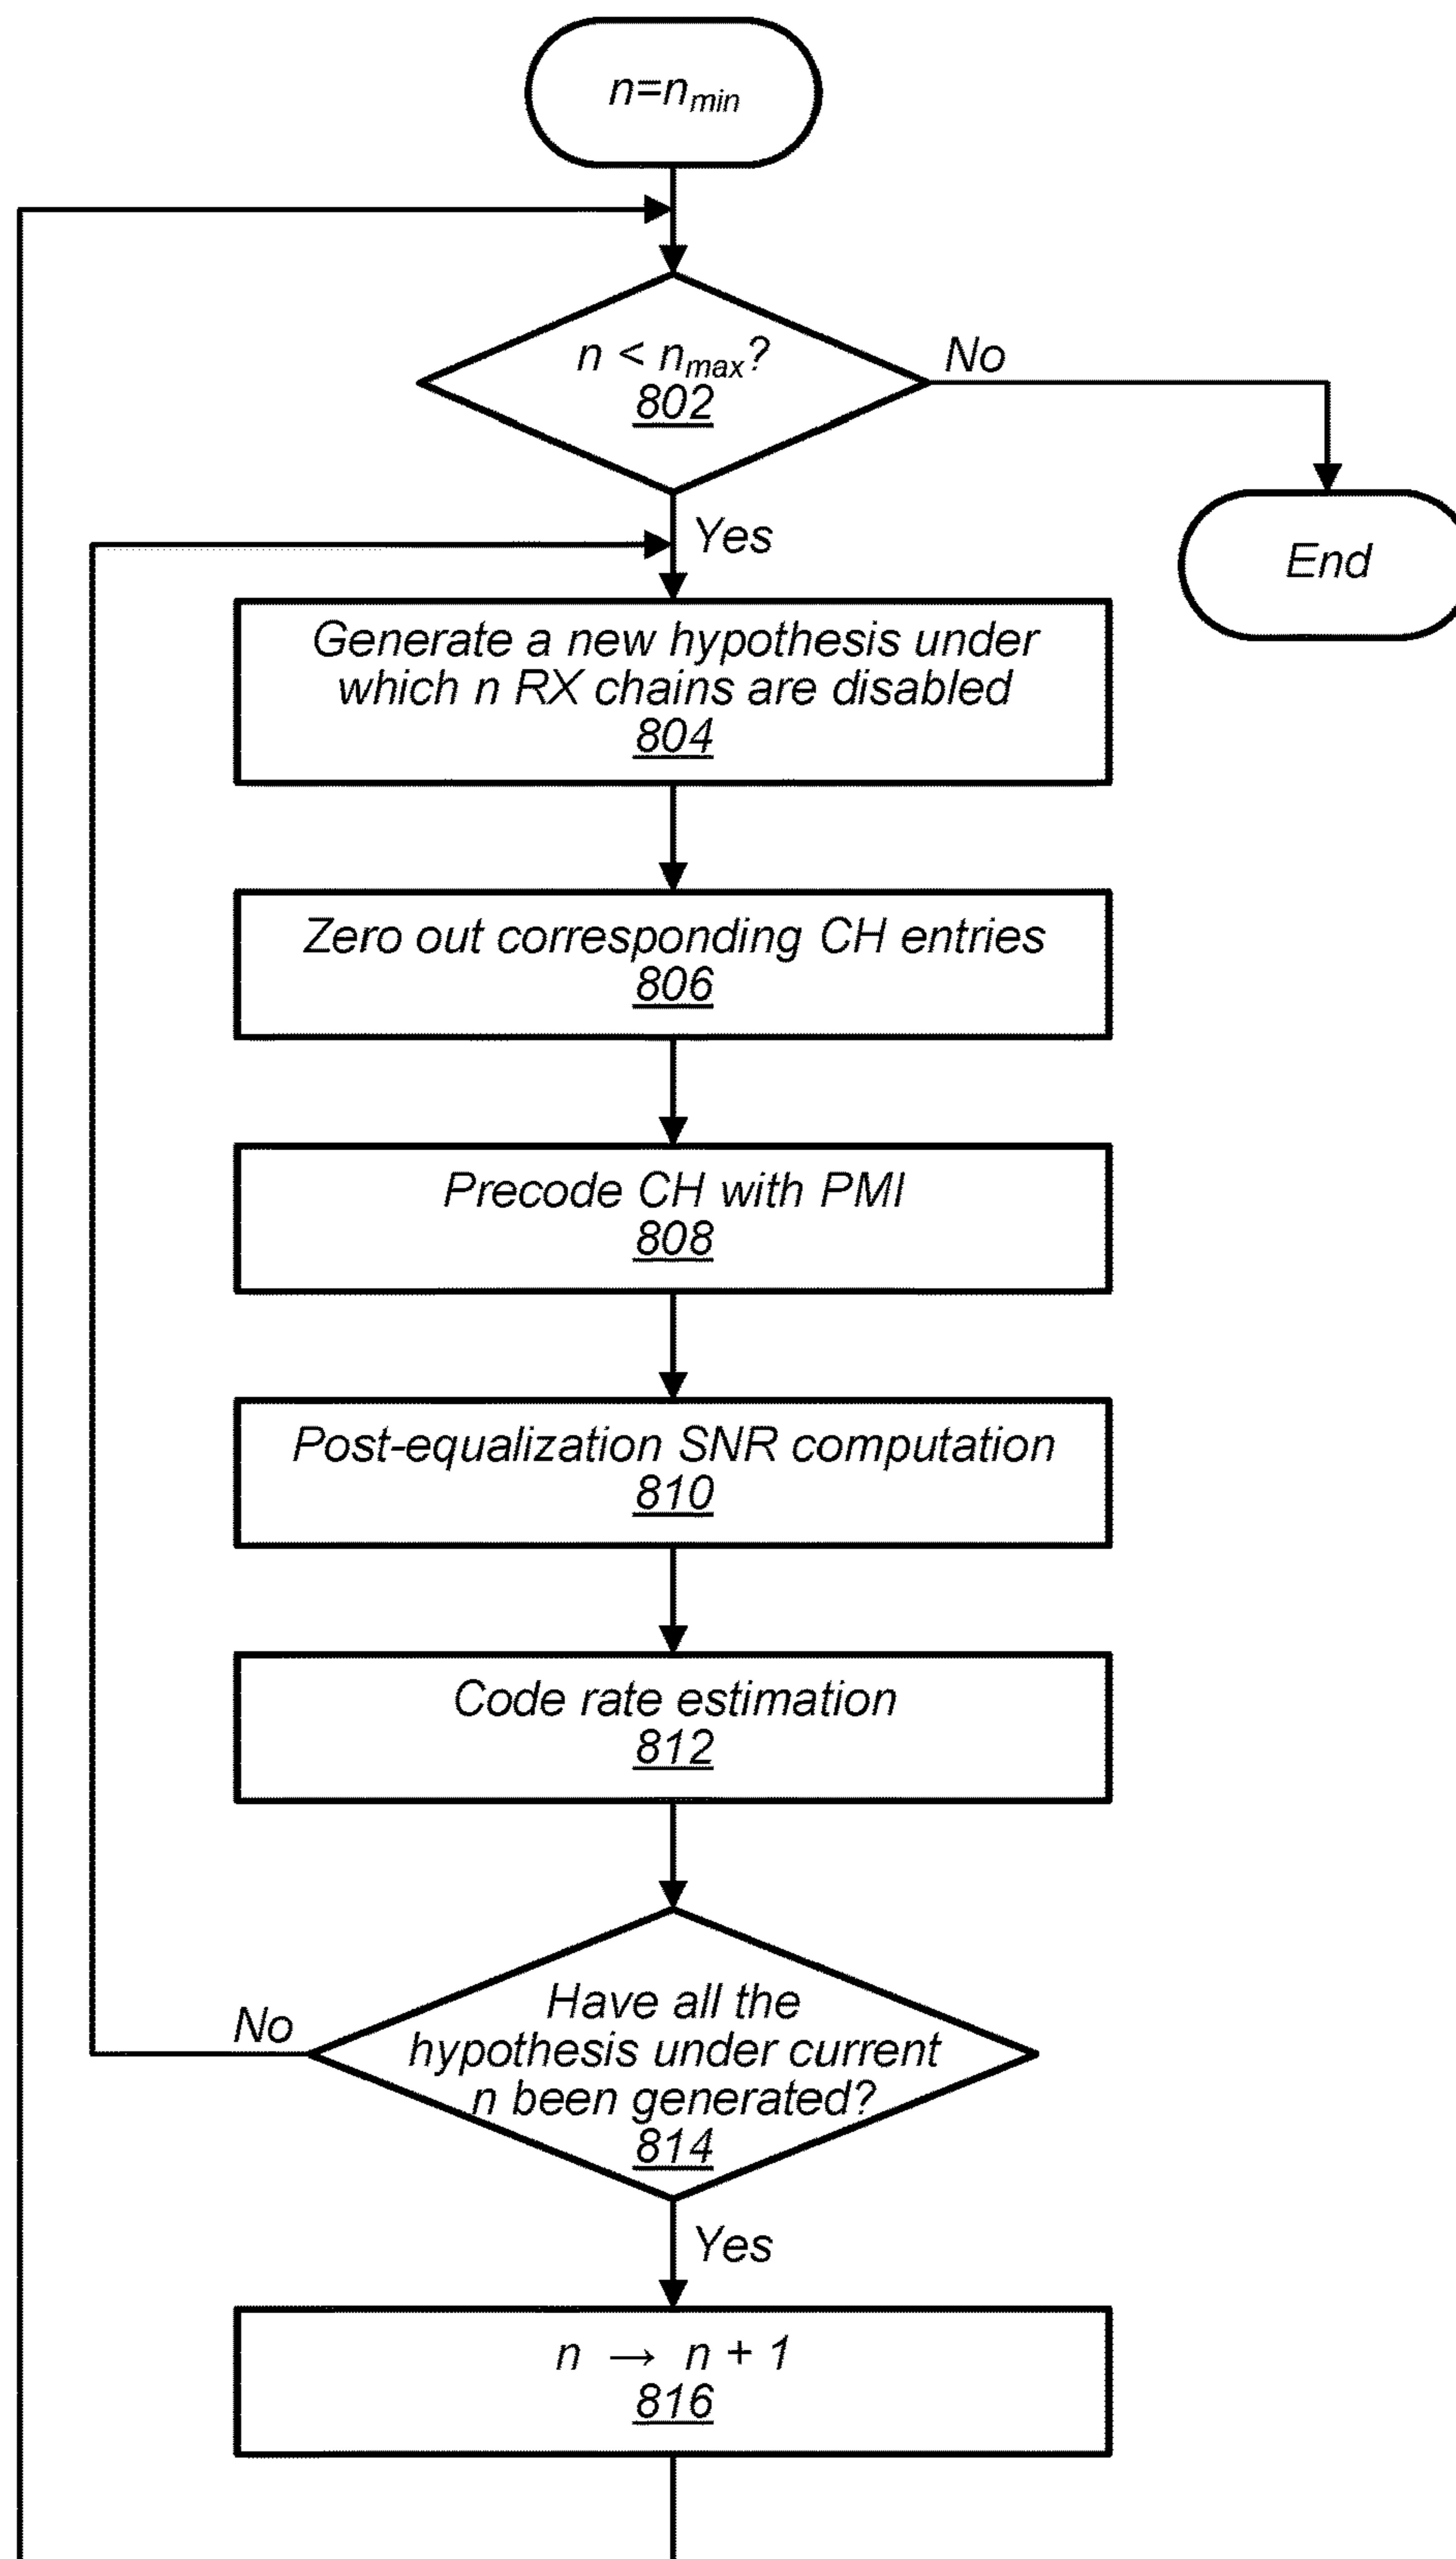 n=nmin
n < nmax?
802
No
Yes
End
Generate a new hypothesis under
which n RX chains are disabled
804
Zero out corresponding CH entries
806
Precode CH with PMI
808
Post-equalization SNR computation
810
Code rate estimation
812
Have all the
hypothesis under current
n been generated?
814
No
Yes
n → n + 1
816